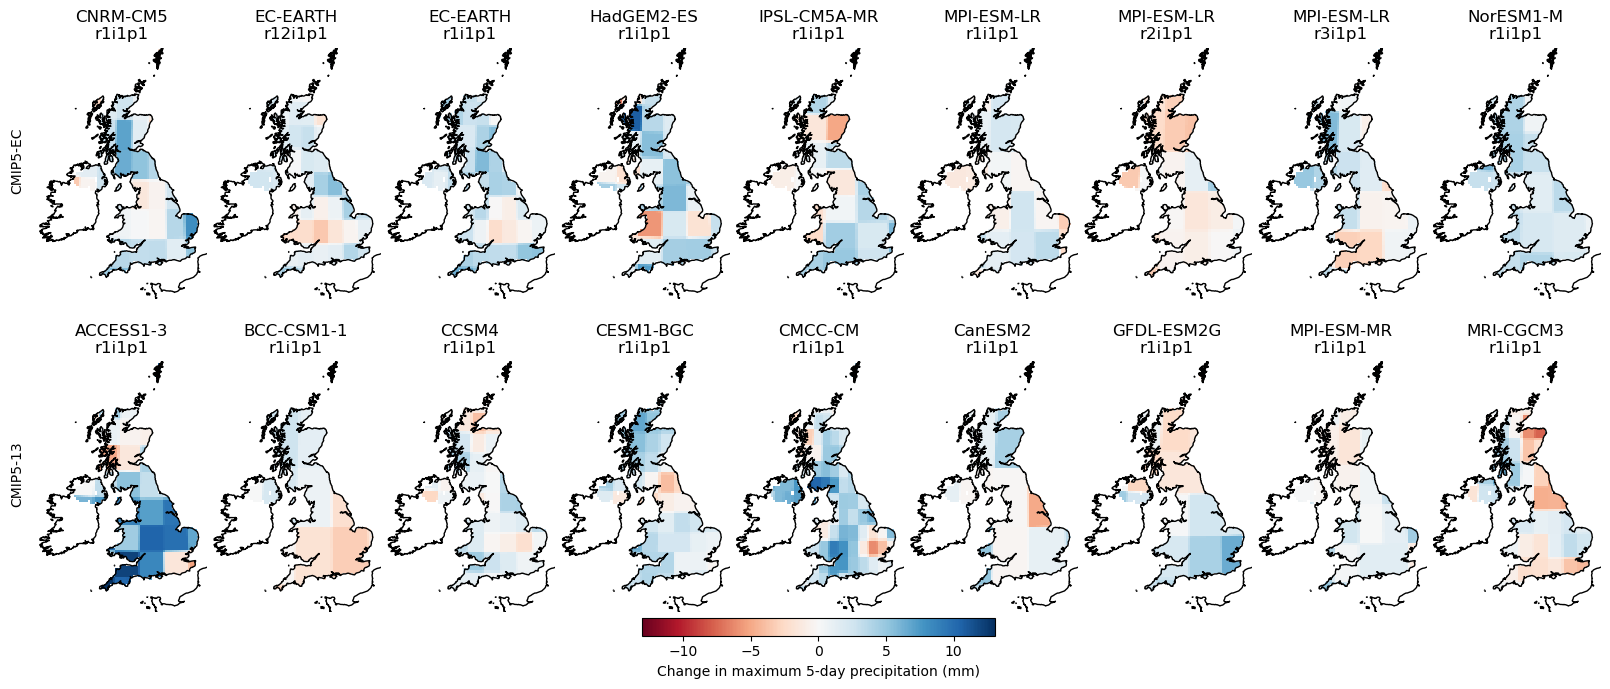 CNRM-CM5 EC-EARTH EC-EARTH HadGEM2-ES IPSL-CM5A-MR MPI-ESM-LR MPI-ESM-LR MPI-ESM-LR NorESM1-M
r1i1p1 r12i1p1 r1i1p1 r1i1p1 r1i1p1 r1i1p1 r2i1p1 r3i1p1 r1i1p1
CMIP5-EC
ACCESS1-3 BCC-CSM1-1 CCSM4 CESM1-BGC CMCC-CM CanESM2 GFDL-ESM2G MPI-ESM-MR MRI-CGCM3
r1i1p1 r1i1p1 r1i1p1 r1i1p1 r1i1p1 r1i1p1 r1i1p1 r1i1p1 r1i1p1
CMIP5-13
−10 −5 0 5 10
Change in maximum 5-day precipitation (mm)